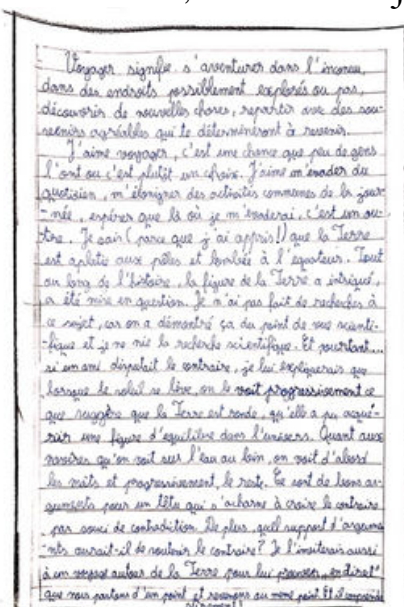 Voyager signifie s'aventurer dans l'inconnu,
dans des endroits possiblement explorés ou pas,
découvrir de nouvelles choses, repartir avec des sou-
venirs agréables qui te détermineront à revenir.
J'aime voyager, c'est une chance que peu de gens
l'ont ou c'est plutôt un choix. J'aime m'évader du
quotidien, m'éloigner des activités communes de la jour
-née, espérer que là où je m'évaderai, c'est un au-
tre. Je sais (parce que j'ai appris!) que la Terre
est aplatie aux pôles et bombée à l'équateur. Tout
au long de l'histoire, la figure de la Terre a intrigué,
a été mise en question. Je n'ai pas fait de recherches à
ce sujet, car on a démontré ça du point de vue scienti-
-fique et je ne nie la recherche scientifique. Et pourtant...
si un ami disputait le contraire, je lui expliquerais que
lorsque le soleil se lève, on le voit progressivement ce
que suggère que la Terre est ronde, qu'elle a pu acqué-
rir une figure d'équilibre dans l'univers. Quant aux
navires qu'on voit sur l'eau au loin, on voit d'abord
les mâts et progressivement, le reste. Ce sont de bons ar-
guments pour un têtu qui s'acharne à croire le contraire
par souci de contradiction. De plus, quel support d'argume
-nts aurait-il de soutenir le contraire? Je l'inviterais aussi
à un voyage autour de la Terre pour lui prouver "en direct"
que nous partons d'un point et revenons au même point. Et il comprendra